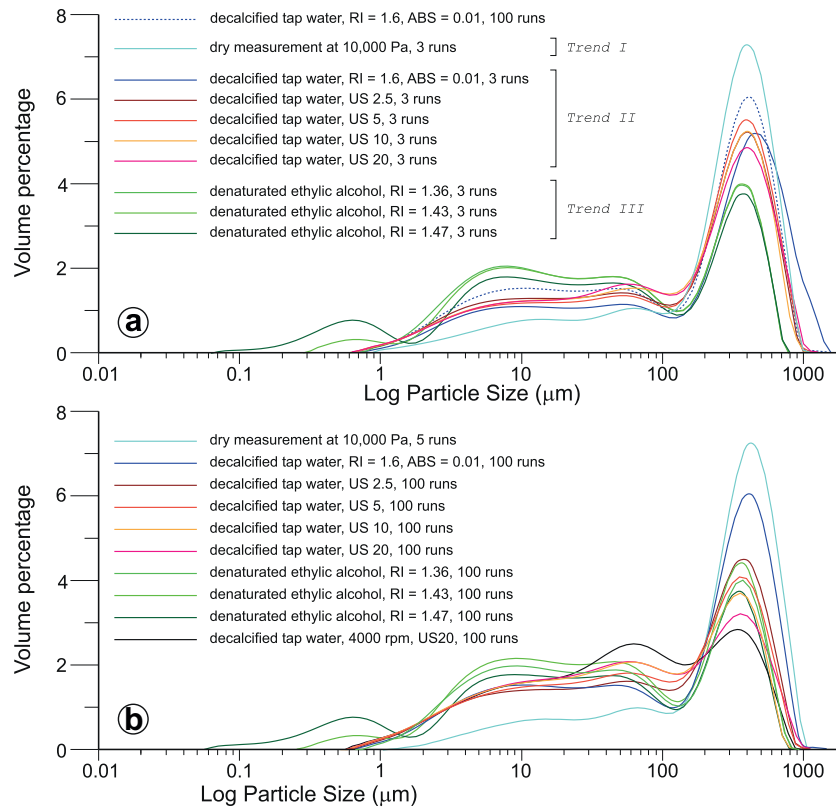 8
6
4
2
0
Volume percentage
decalcified tap water, RI = 1.6, ABS = 0.01, 100 runs
dry measurement at 10,000 Pa, 3 runs
Trend I
decalcified tap water, RI = 1.6, ABS = 0.01, 3 runs
decalcified tap water, US 2.5, 3 runs
decalcified tap water, US 5, 3 runs
Trend II
decalcified tap water, US 10, 3 runs
decalcified tap water, US 20, 3 runs
denaturated ethylic alcohol, RI = 1.36, 3 runs
denaturated ethylic alcohol, RI = 1.43, 3 runs
Trend III
denaturated ethylic alcohol, RI = 1.47, 3 runs
a
0.01 0.1 1 10 100 1000
Log Particle Size (μm)
8
6
4
2
0
Volume percentage
dry measurement at 10,000 Pa, 5 runs
decalcified tap water, RI = 1.6, ABS = 0.01, 100 runs
decalcified tap water, US 2.5, 100 runs
decalcified tap water, US 5, 100 runs
decalcified tap water, US 10, 100 runs
decalcified tap water, US 20, 100 runs
denaturated ethylic alcohol, RI = 1.36, 100 runs
denaturated ethylic alcohol, RI = 1.43, 100 runs
denaturated ethylic alcohol, RI = 1.47, 100 runs
decalcified tap water, 4000 rpm, US20, 100 runs
b
0.01 0.1 1 10 100 1000
Log Particle Size (μm)